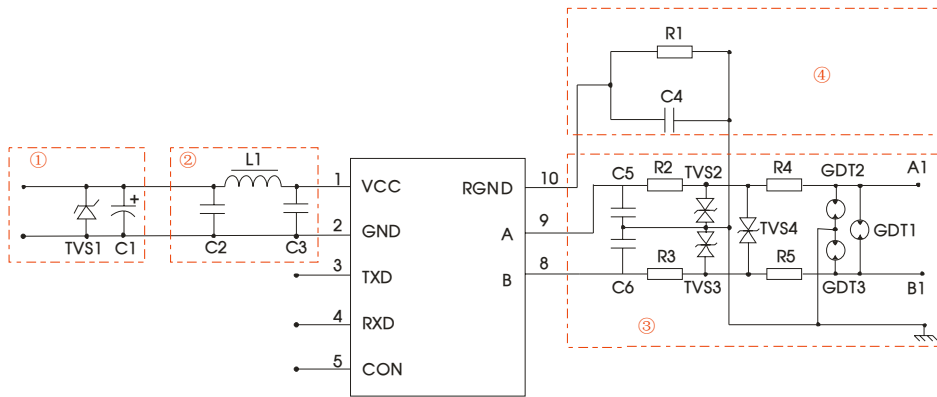 R1
④
C4
①
②
L1
1
VCC
RGND
10
C5
R2
TVS2
R4
GDT2
A1
2
GND
A
9
TVS1
C1
+
C2
C3
TVS4
GDT1
3
TXD
B
8
C6
R3
TVS3
R5
GDT3
B1
4
RXD
③
5
CON